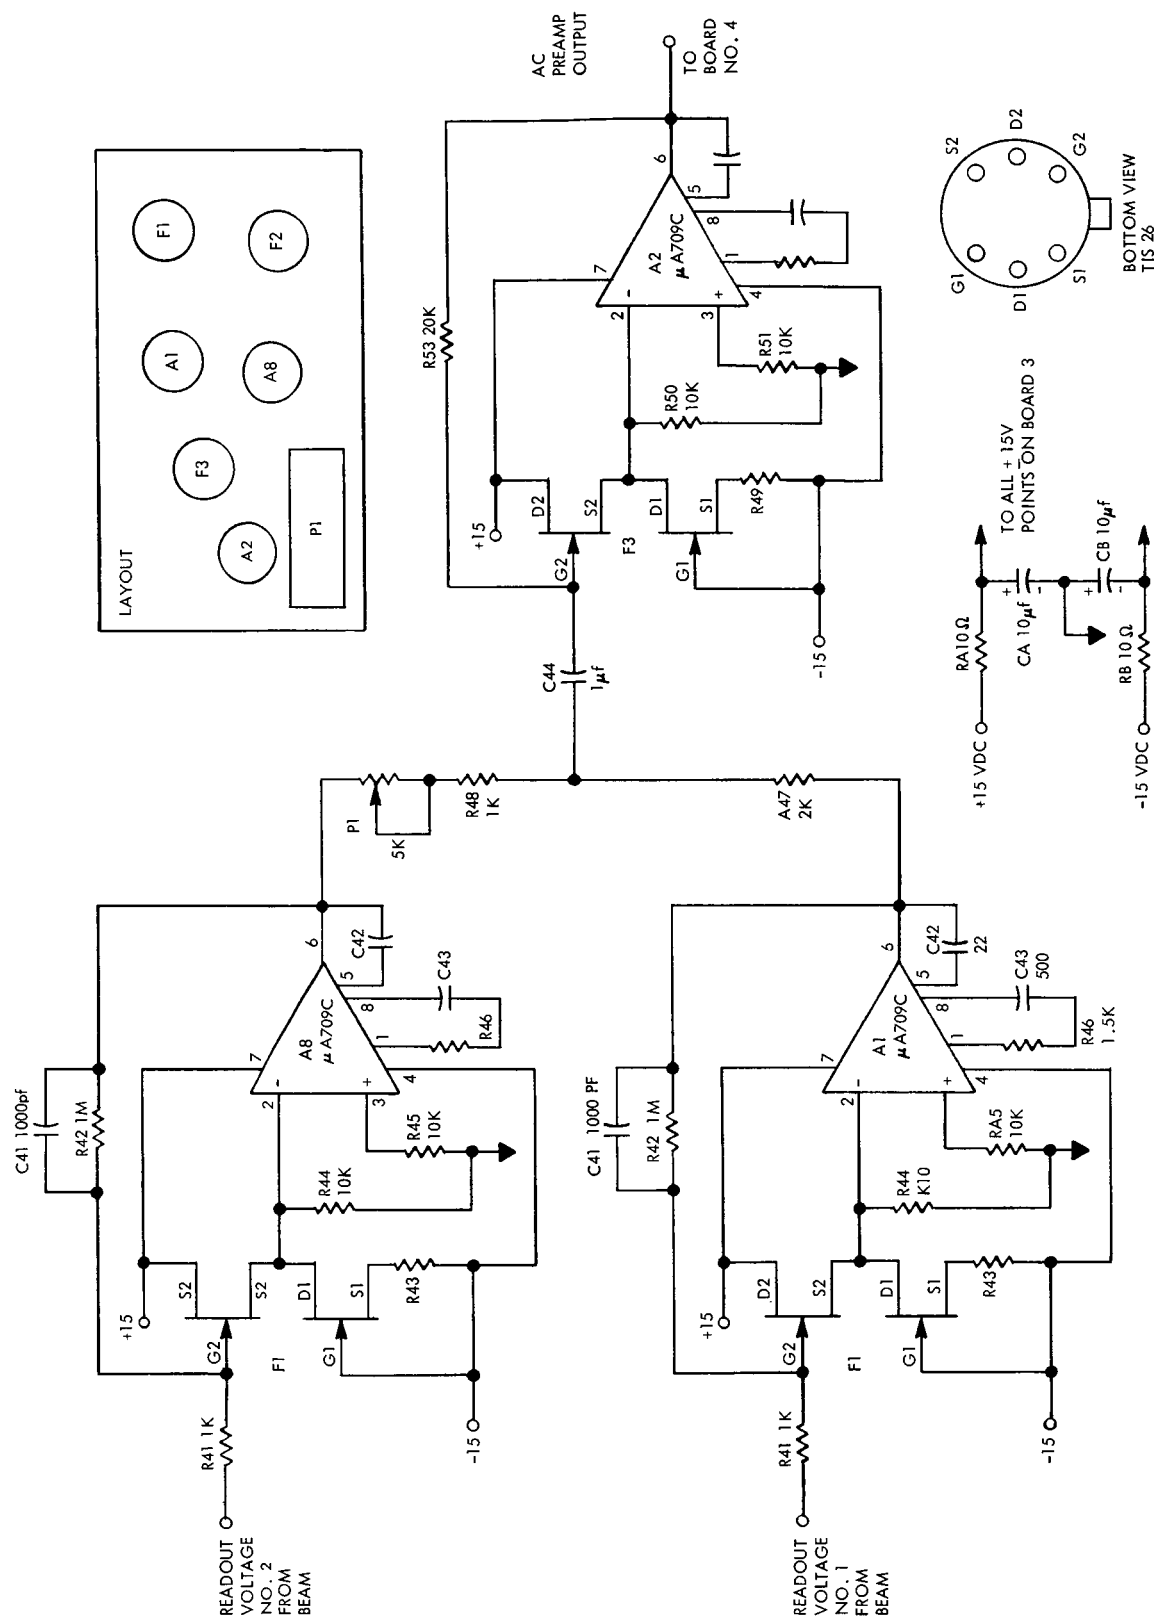 READOUT
VOLTAGE
NO. 2
FROM
BEAM
R41 1K
C41 1000pf
R42 1M
+15
S2
G2
S2
F1
D1
G1
S1
R43
-15
R44
10K
R45
10K
2
-
3
+
7
A8
μA709C
4
1
8
5
6
R46
C43
C42
P1
5K
R48
1K
A47
2K
READOUT
VOLTAGE
NO. 1
FROM
BEAM
R41 1K
C41 1000 PF
R42 1M
+15
D2
G2
S2
F1
D1
G1
S1
R43
-15
R44
K10
RA5
10K
2
-
+
7
A1
μA709C
4
1
8
5
6
R46
1.5K
C43
500
C42
22
C44
1μf
R53 20K
+15
D2
G2
S2
F3
D1
G1
S1
R49
-15
R50
10K
R51
10K
2
-
3
+
7
A2
μA709C
4
1
8
5
6
AC
PREAMP
OUTPUT
TO
BOARD
NO. 4
LAYOUT
A2
F3
A1
F1
P1
A8
F2
+15 VDC
RA10Ω
CA 10μf
+
-
TO ALL ± 15V
POINTS ON BOARD 3
CB 10μf
+
-
-15 VDC
RB 10 Ω
G1
S2
D1
D2
S1
G2
BOTTOM VIEW
TIS 26